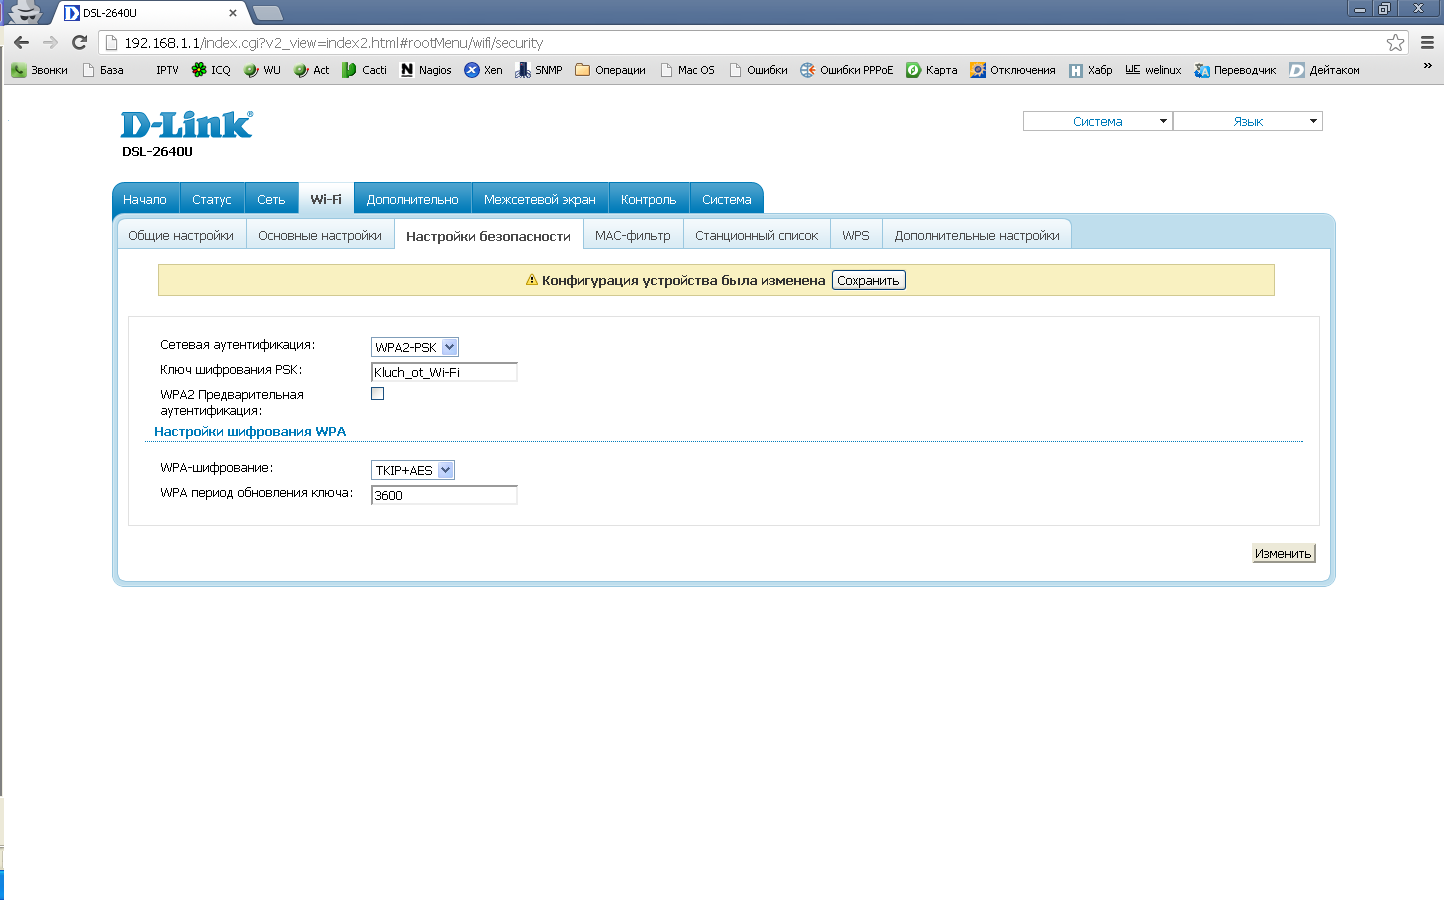 DSL-2640U
192.168.1.1/index.cgi?v2_view=index2.html#rootMenu/wifi/security
Звонки База IPTV ICQ WU Act Cacti Nagios Xen SNMP Операции Mac OS Ошибки Ошибки PPPoE Карта Отключения Хабр welinux Переводчик Дейтаком »
D-Link®
DSL-2640U
Система Язык
Начало Статус Сеть Wi-Fi Дополнительно Межсетевой экран Контроль Система
Общие настройки Основные настройки Настройки безопасности MAC-фильтр Станционный список WPS Дополнительные настройки
Конфигурация устройства была изменена Сохранить
Сетевая аутентификация: WPA2-PSK
Ключ шифрования PSK: Kluch_ot_Wi-Fi
WPA2 Предварительная
аутентификация:
Настройки шифрования WPA
WPA-шифрование: TKIP+AES
WPA период обновления ключа: 3600
Изменить